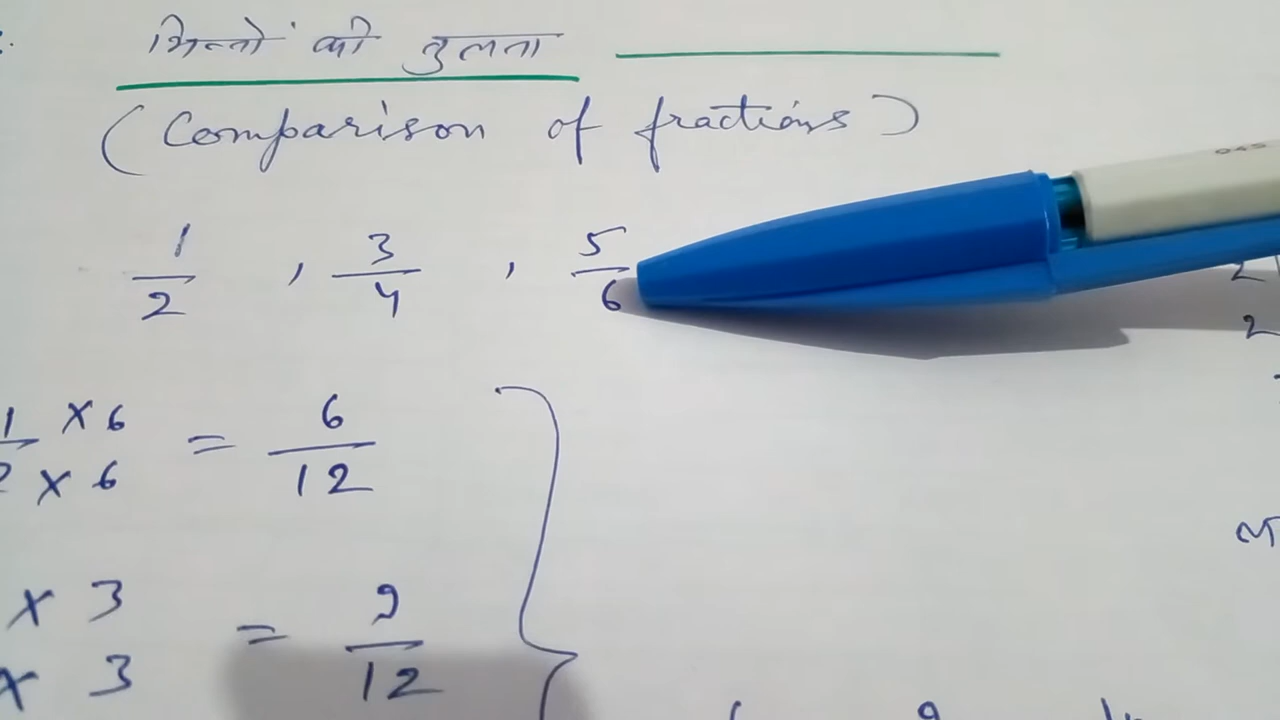 भिन्नों की तुलना
(Comparison of fractions)
1/2 , 3/4 , 5/6
1 × 6 / 2 × 6 = 6/12
× 3 / × 3 = 9/12